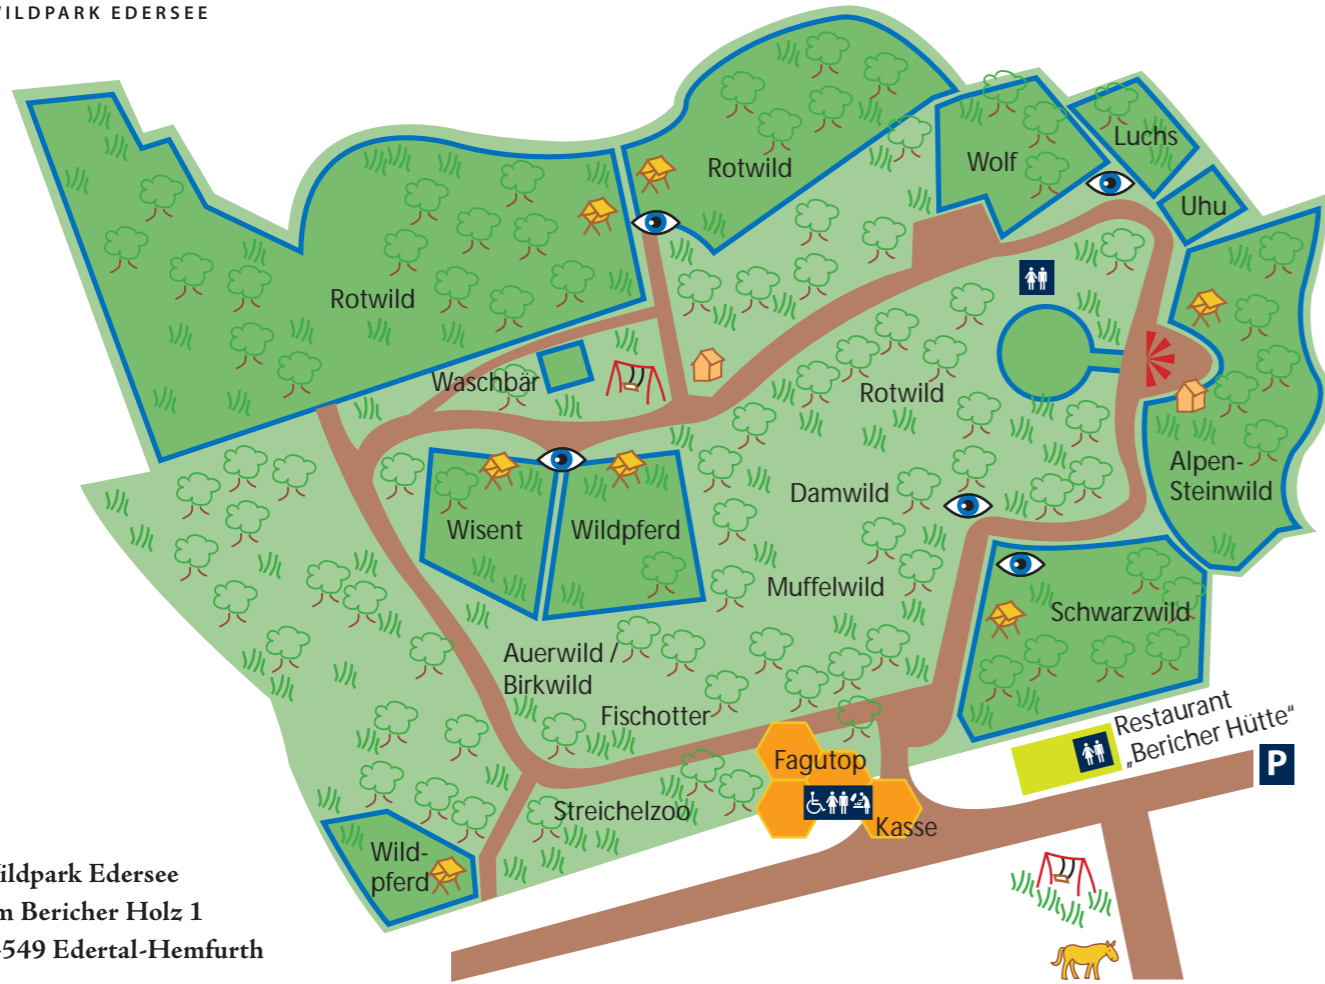 WILDPARK EDERSEE
Rotwild
Wolf
Luchs
Uhu
Rotwild
Waschbär
Rotwild
Alpen-
Steinwild
Damwild
Wisent
Wildpferd
Muffelwild
Schwarzwild
Auerwild /
Birkwild
Fischotter
Restaurant
„Bericher Hütte“
P
Fagutop
Streichelzoo
Kasse
Wild-
pferd
ildpark Edersee
m Bericher Holz 1
549 Edertal-Hemfurth